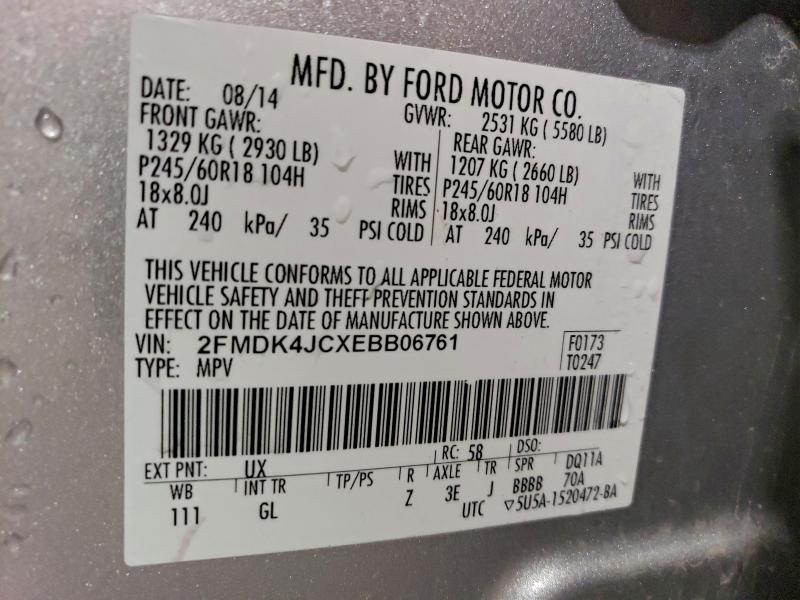 MFD. BY FORD MOTOR CO.
DATE: 08/14
GVWR: 2531 KG ( 5580 LB)
FRONT GAWR:
1329 KG ( 2930 LB)
P245/60R18 104H
18x8.0J
AT 240 kPa/ 35 PSI COLD
WITH
TIRES
RIMS
REAR GAWR:
1207 KG ( 2660 LB)
P245/60R18 104H
18x8.0J
AT 240 kPa/ 35 PSI COLD
WITH
TIRES
RIMS
THIS VEHICLE CONFORMS TO ALL APPLICABLE FEDERAL MOTOR
VEHICLE SAFETY AND THEFT PREVENTION STANDARDS IN
EFFECT ON THE DATE OF MANUFACTURE SHOWN ABOVE.
VIN: 2FMDK4JCXEBB06761
TYPE: MPV
F0173
T0247
EXT PNT: UX RC: 58 DSO:
WB INT TR TP/PS R AXLE TR SPR DQ11A
111 GL Z 3E J BBBB 70A
UTC ▽5U5A-1520472-BA